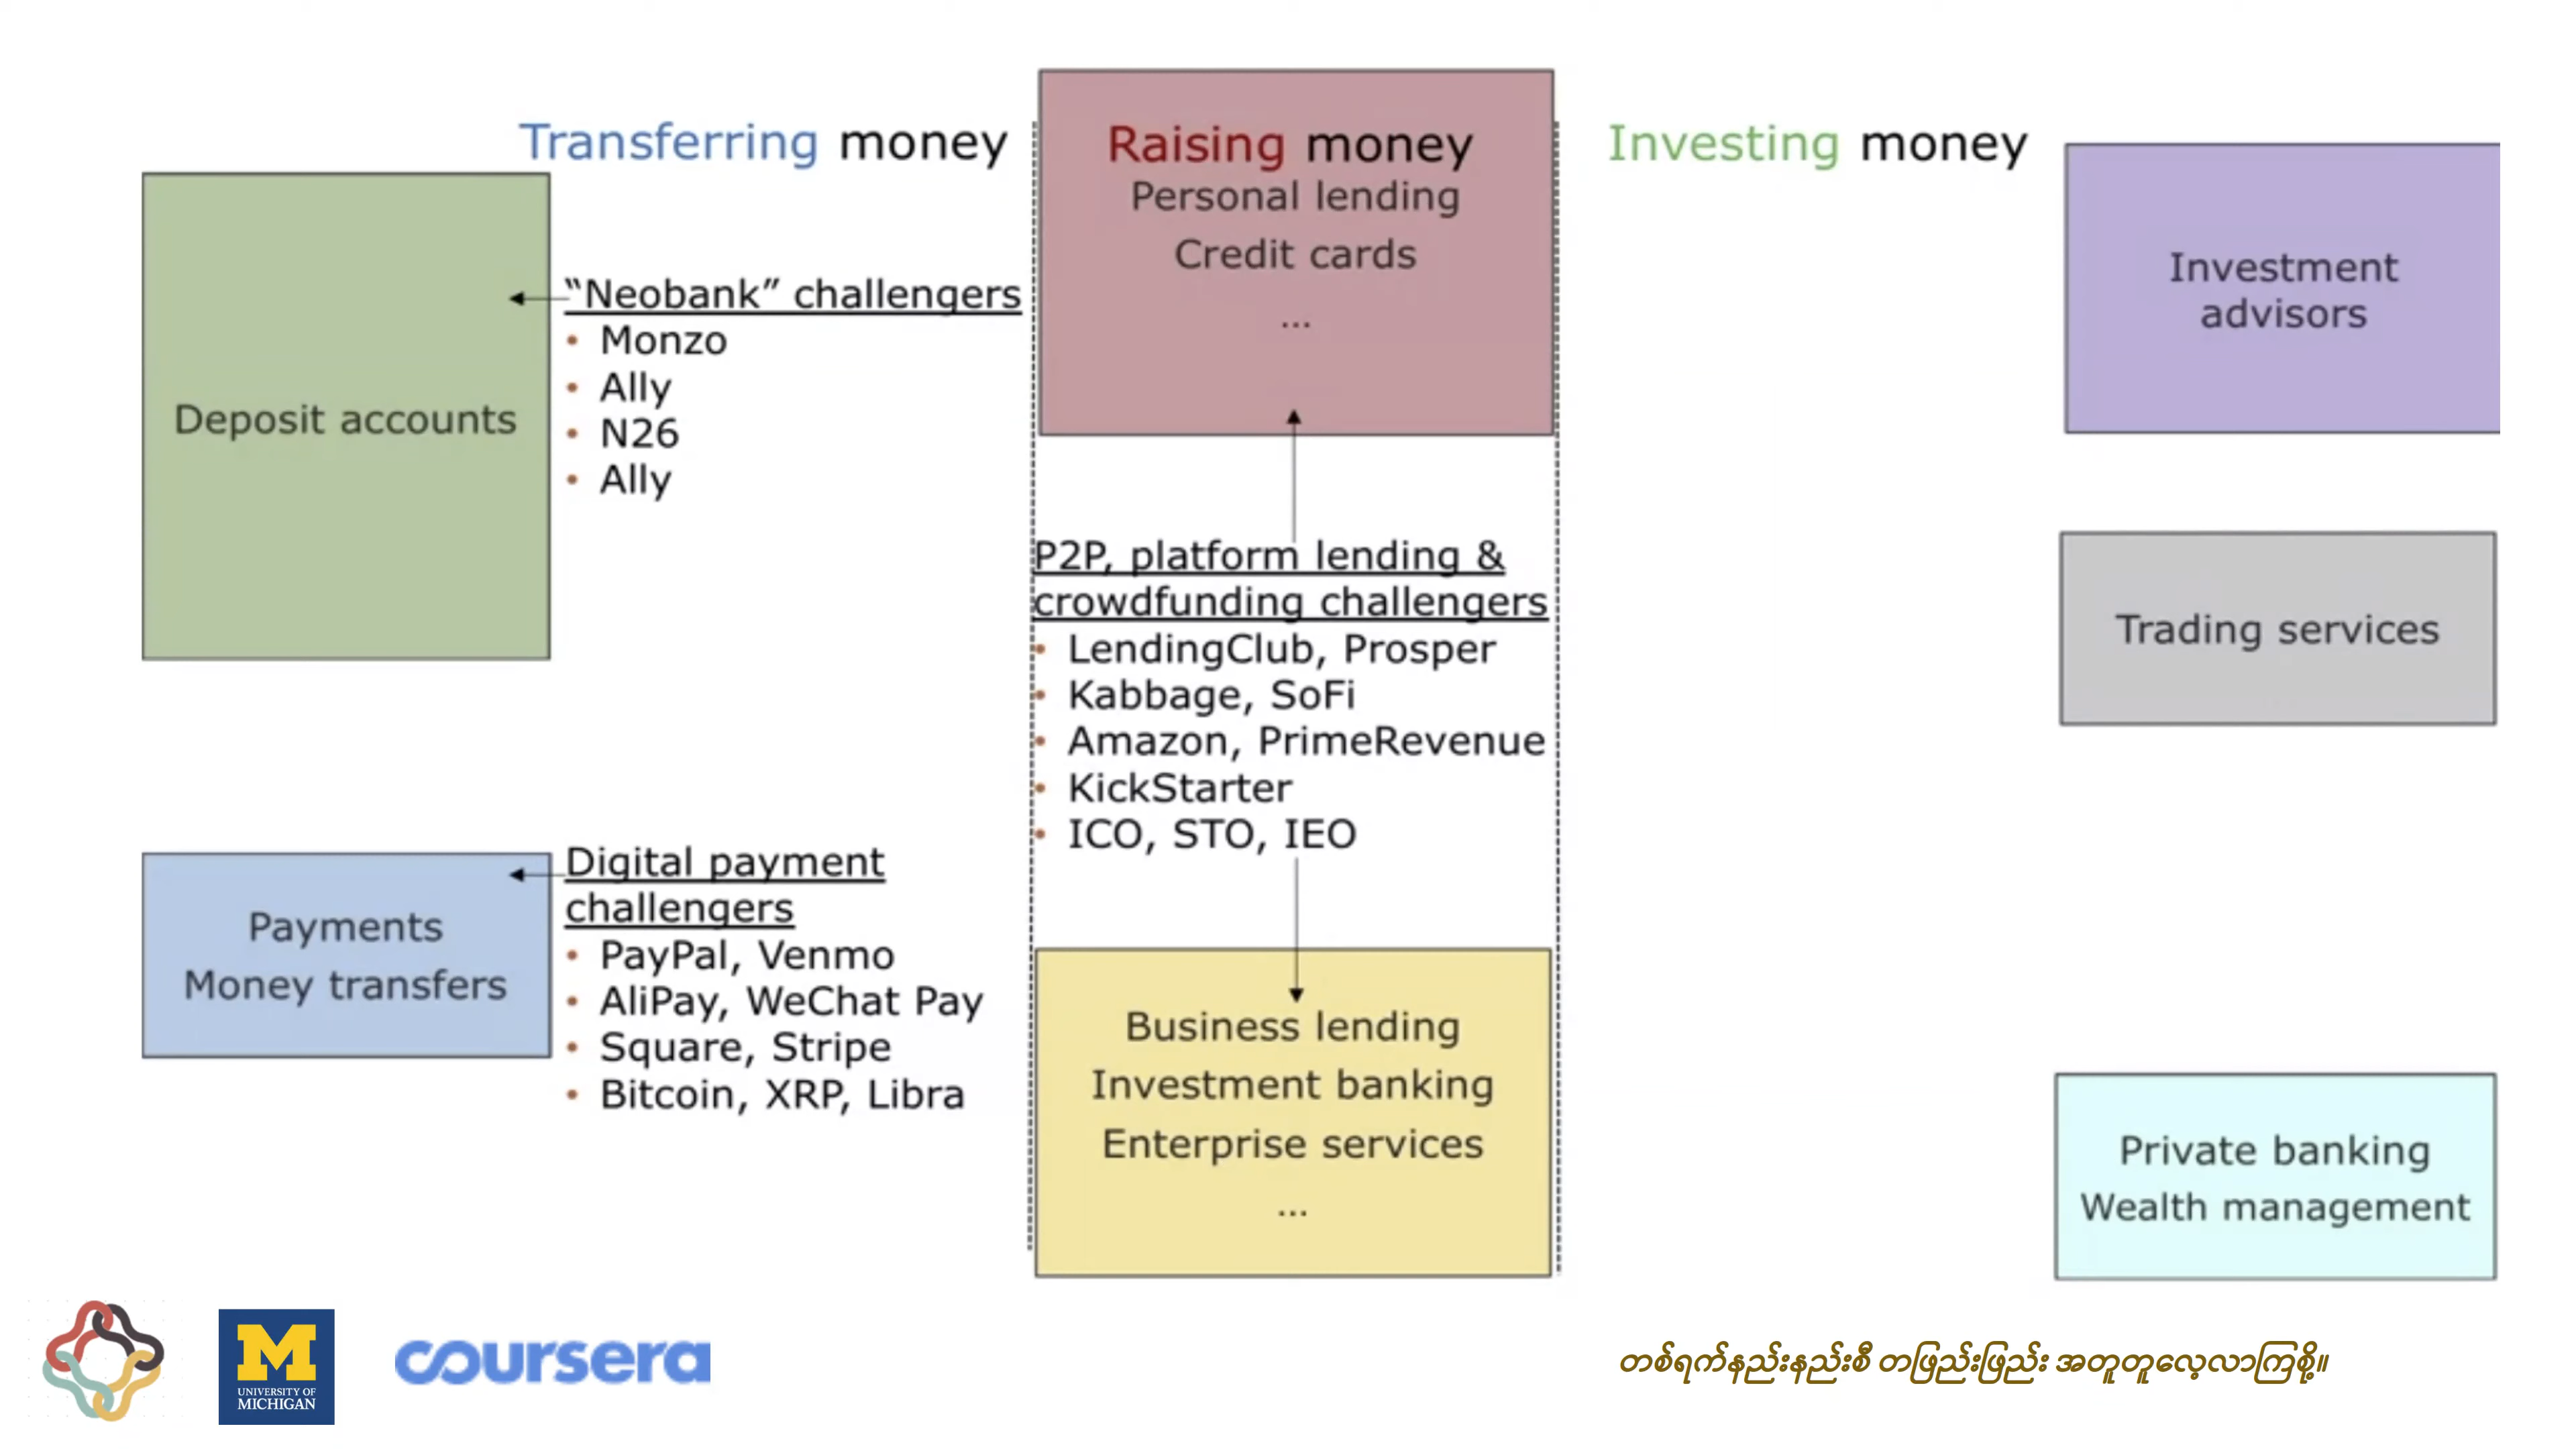 Transferring money
Deposit accounts
“Neobank” challengers
• Monzo
• Ally
• N26
• Ally
Payments
Money transfers
Digital payment
challengers
• PayPal, Venmo
• AliPay, WeChat Pay
• Square, Stripe
• Bitcoin, XRP, Libra
Raising money
Personal lending
Credit cards
...
P2P, platform lending &
crowdfunding challengers
• LendingClub, Prosper
• Kabbage, SoFi
• Amazon, PrimeRevenue
• KickStarter
• ICO, STO, IEO
Business lending
Investment banking
Enterprise services
...
Investing money
Investment
advisors
Trading services
Private banking
Wealth management
M
UNIVERSITY OF
MICHIGAN
coursera
တစ်ရက်နည်းနည်းစီ တဖြည်းဖြည်း အတူတူလေ့လာကြစို့။